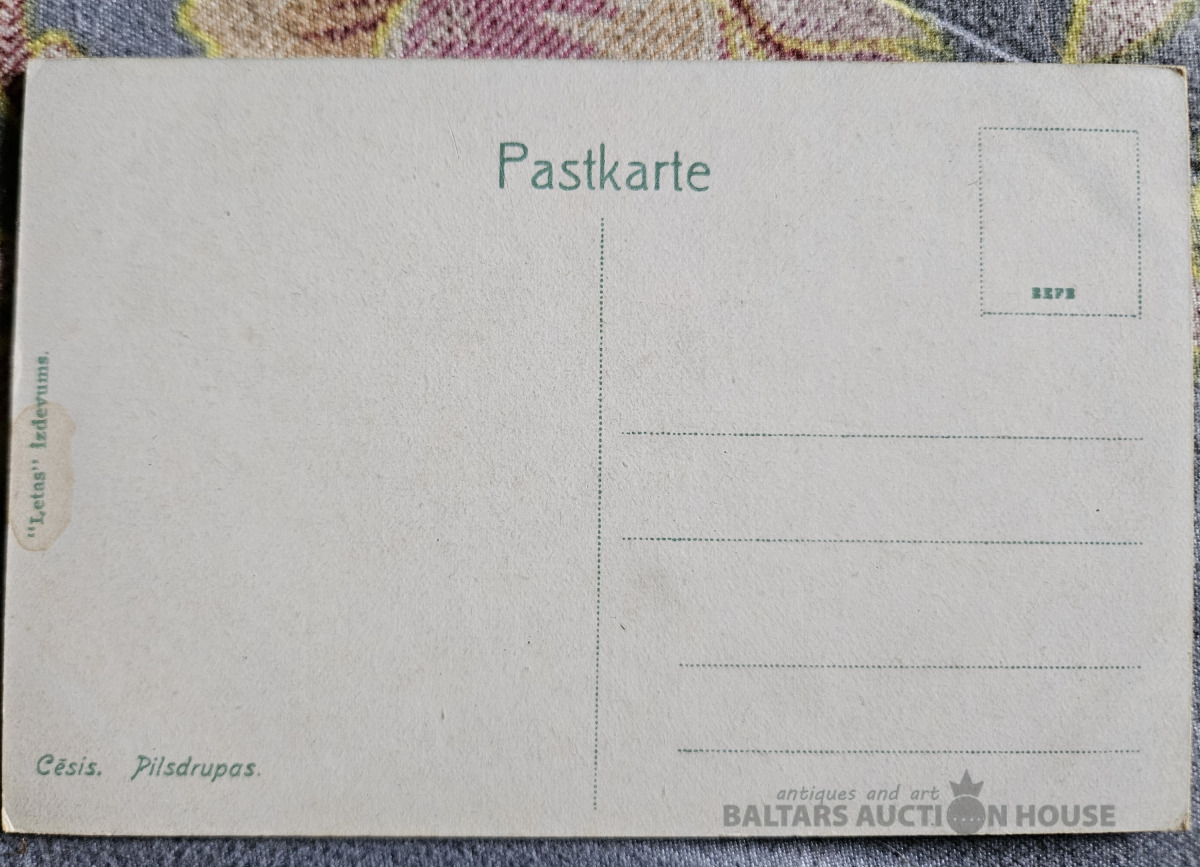 Pastkarte
"Letas" izdevums.
Cēsis. Pilsdrupas.
antiques and art
BALTARS AUCTION HOUSE